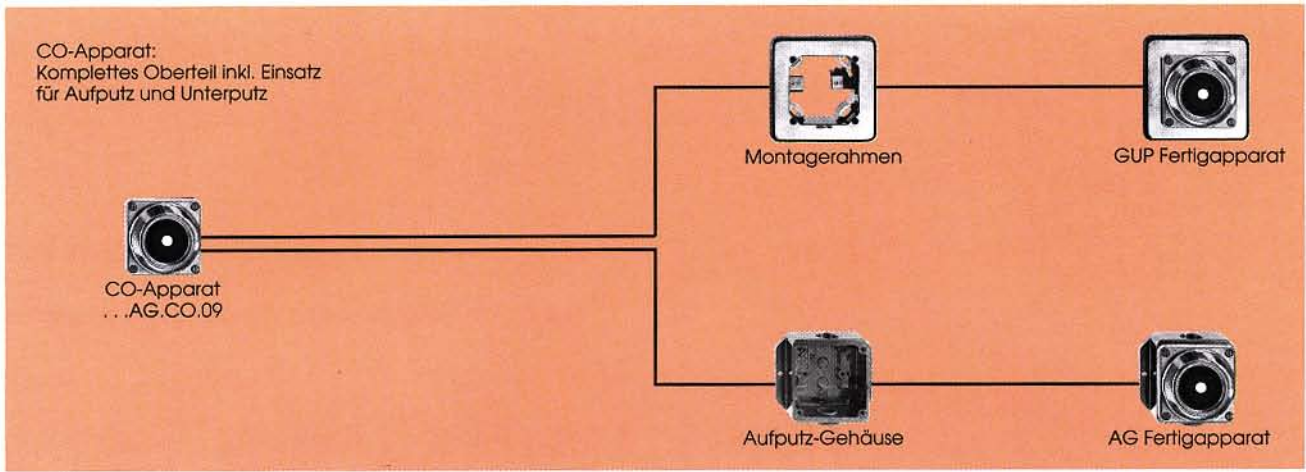 CO-Apparat:
Komplettes Oberteil inkl. Einsatz
für Aufputz und Unterputz
Montagerahmen
GUP Fertigapparat
CO-Apparat
...AG.CO.09
Aufputz-Gehäuse
AG Fertigapparat